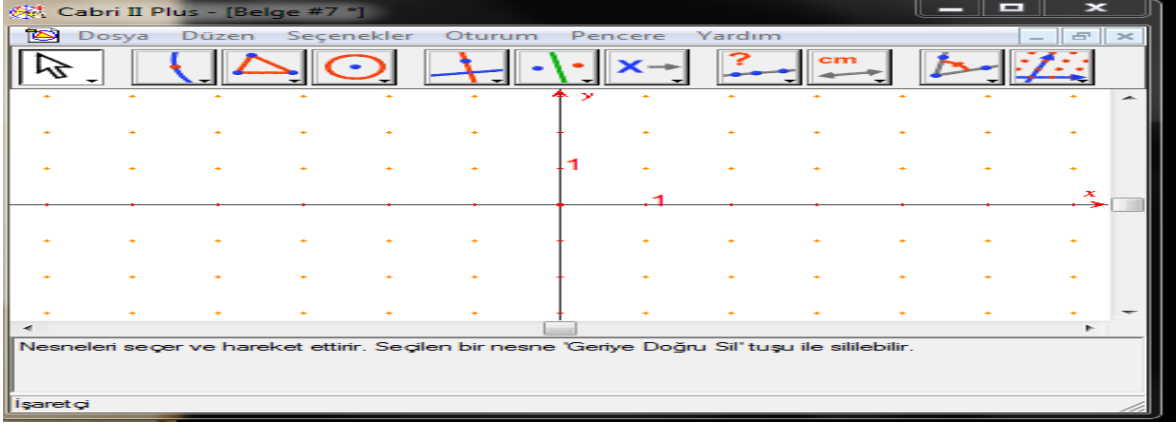 Cabri II Plus - [Belge #7 *]
Dosya Düzen Seçenekler Oturum Pencere Yardım
? cm
y
1
1
x
Nesneleri seçer ve hareket ettirir. Seçilen bir nesne 'Geriye Doğru Sil' tuşu ile sililebilir.
İşaretçi